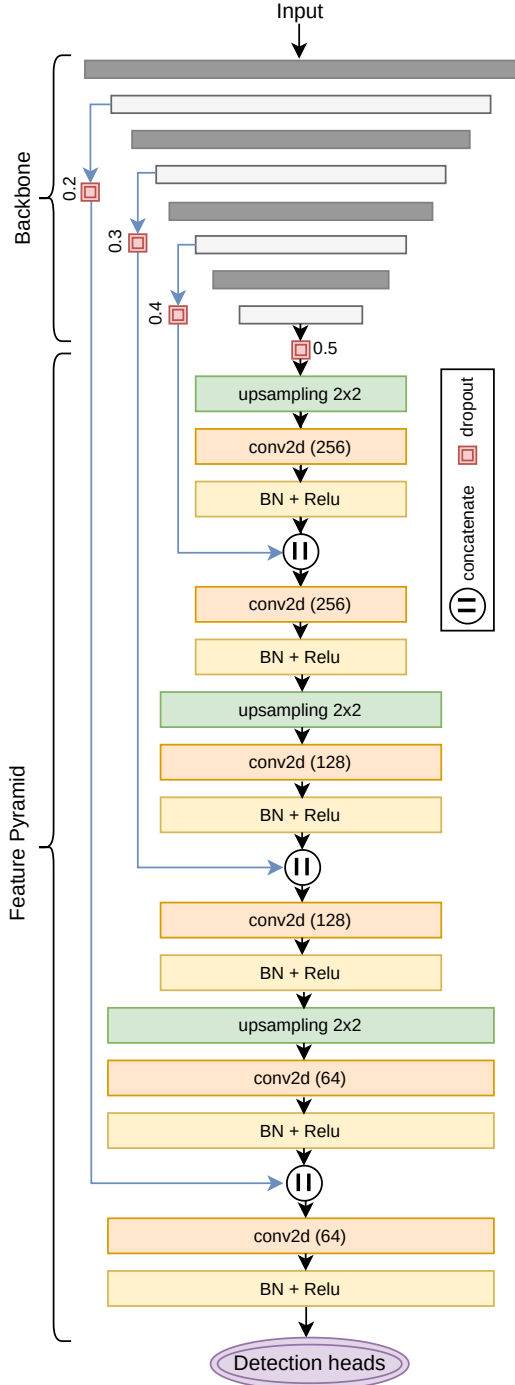 Input
Backbone
0.2
0.3
0.4
0.5
Feature Pyramid
upsampling 2x2
conv2d (256)
BN + Relu
conv2d (256)
BN + Relu
upsampling 2x2
conv2d (128)
BN + Relu
conv2d (128)
BN + Relu
upsampling 2x2
conv2d (64)
BN + Relu
conv2d (64)
BN + Relu
Detection heads
concatenate
dropout